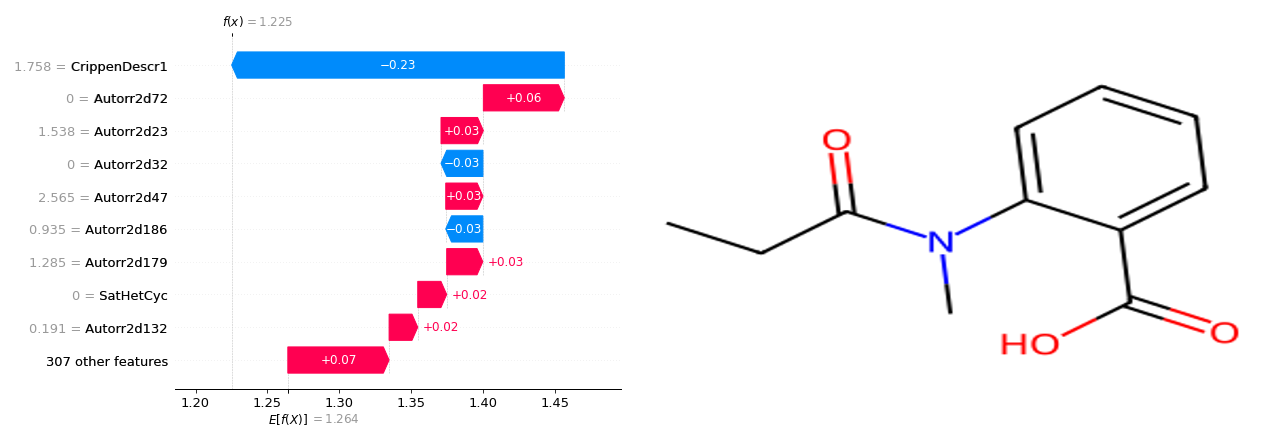 f(x) = 1.225
1.758 = CrippenDescr1
−0.23
0 = Autorr2d72
+0.06
1.538 = Autorr2d23
+0.03
0 = Autorr2d32
−0.03
2.565 = Autorr2d47
+0.03
0.935 = Autorr2d186
−0.03
1.285 = Autorr2d179
+0.03
0 = SatHetCyc
+0.02
0.191 = Autorr2d132
+0.02
307 other features
+0.07
1.20 1.25 1.30 1.35 1.40 1.45
E[f(X)] = 1.264
O
N
HO
O